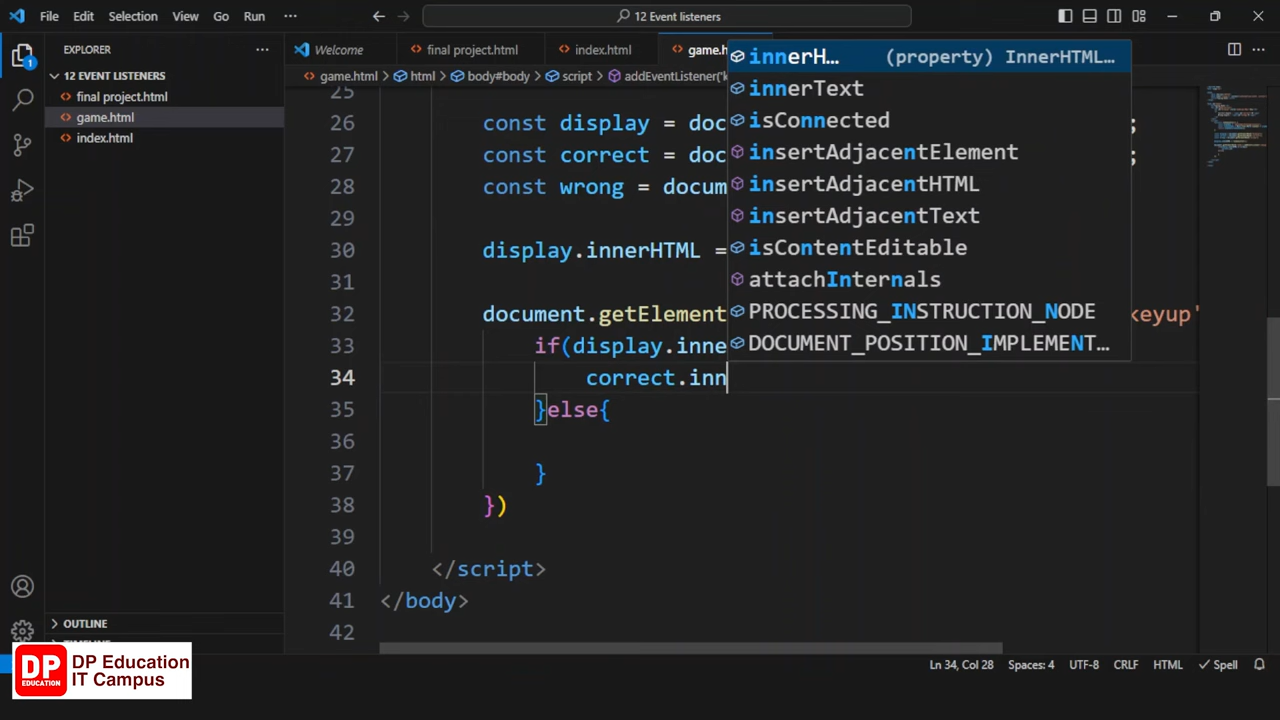 File Edit Selection View Go Run ··· 12 Event listeners
EXPLORER ···
12 EVENT LISTENERS
final project.html
game.html
index.html
OUTLINE
Welcome final project.html index.html game.h
game.html > html > body#body > script > addEventListener('k
25
26 const display = doc ;
27 const correct = doc ;
28 const wrong = docum
29
30 display.innerHTML =
31
32 document.getElement keyup'
33 if(display.inne
34 correct.inn
35 }else{
36
37 }
38 })
39
40 </script>
41 </body>
42
innerH… (property) InnerHTML…
innerText
isConnected
insertAdjacentElement
insertAdjacentHTML
insertAdjacentText
isContentEditable
attachInternals
PROCESSING_INSTRUCTION_NODE
DOCUMENT_POSITION_IMPLEMENT…
DP EDUCATION
DP Education
IT Campus
Ln 34, Col 28 Spaces: 4 UTF-8 CRLF HTML Spell